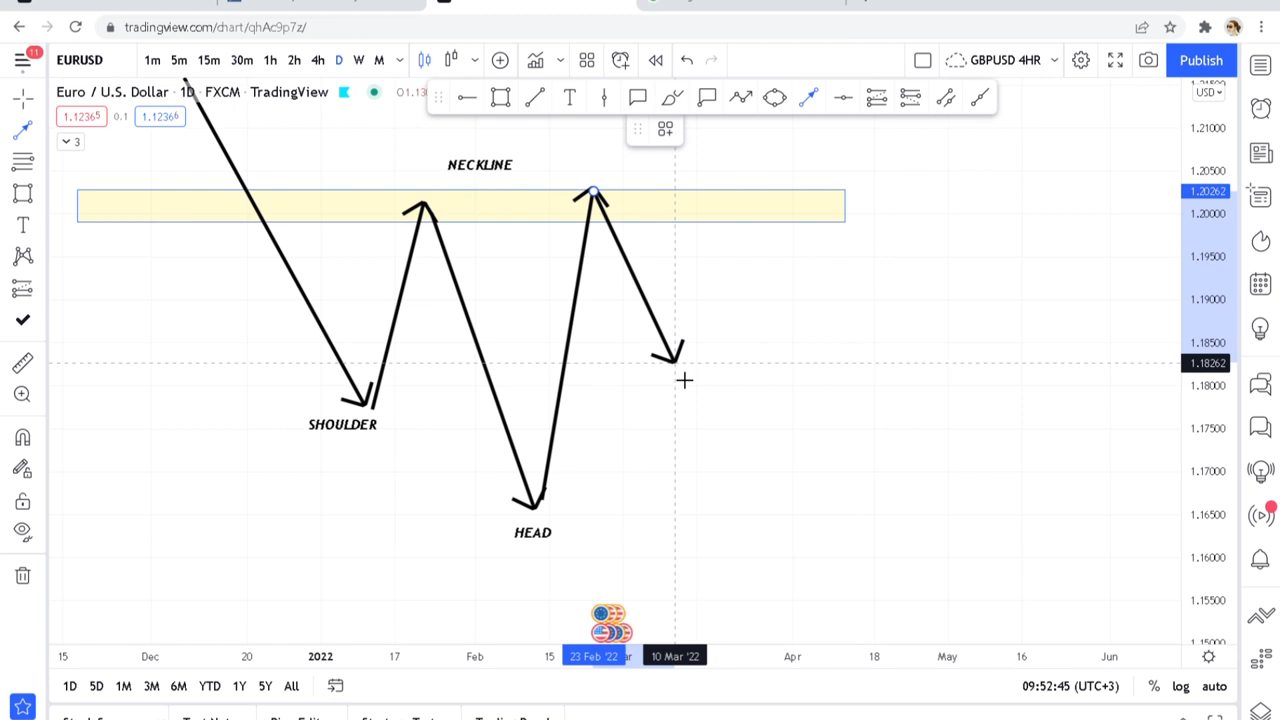 tradingview.com/chart/qhAc9p7z/
11
EURUSD 1m 5m 15m 30m 1h 2h 4h D W M GBPUSD 4HR Publish
Euro / U.S. Dollar · 1D · FXCM · TradingView
1.12365 0.1 1.12366
3
USD
1.21000
NECKLINE
1.20500
1.20262
1.20000
1.19500
1.19000
1.18500
1.18262
1.18000
SHOULDER
1.17500
1.17000
1.16500
HEAD
1.16000
1.15500
15 Dec 20 2022 17 Feb 15 23 Feb '22 10 Mar '22 Apr 18 May 16 Jun
1D 5D 1M 3M 6M YTD 1Y 5Y All 09:52:45 (UTC+3) % log auto